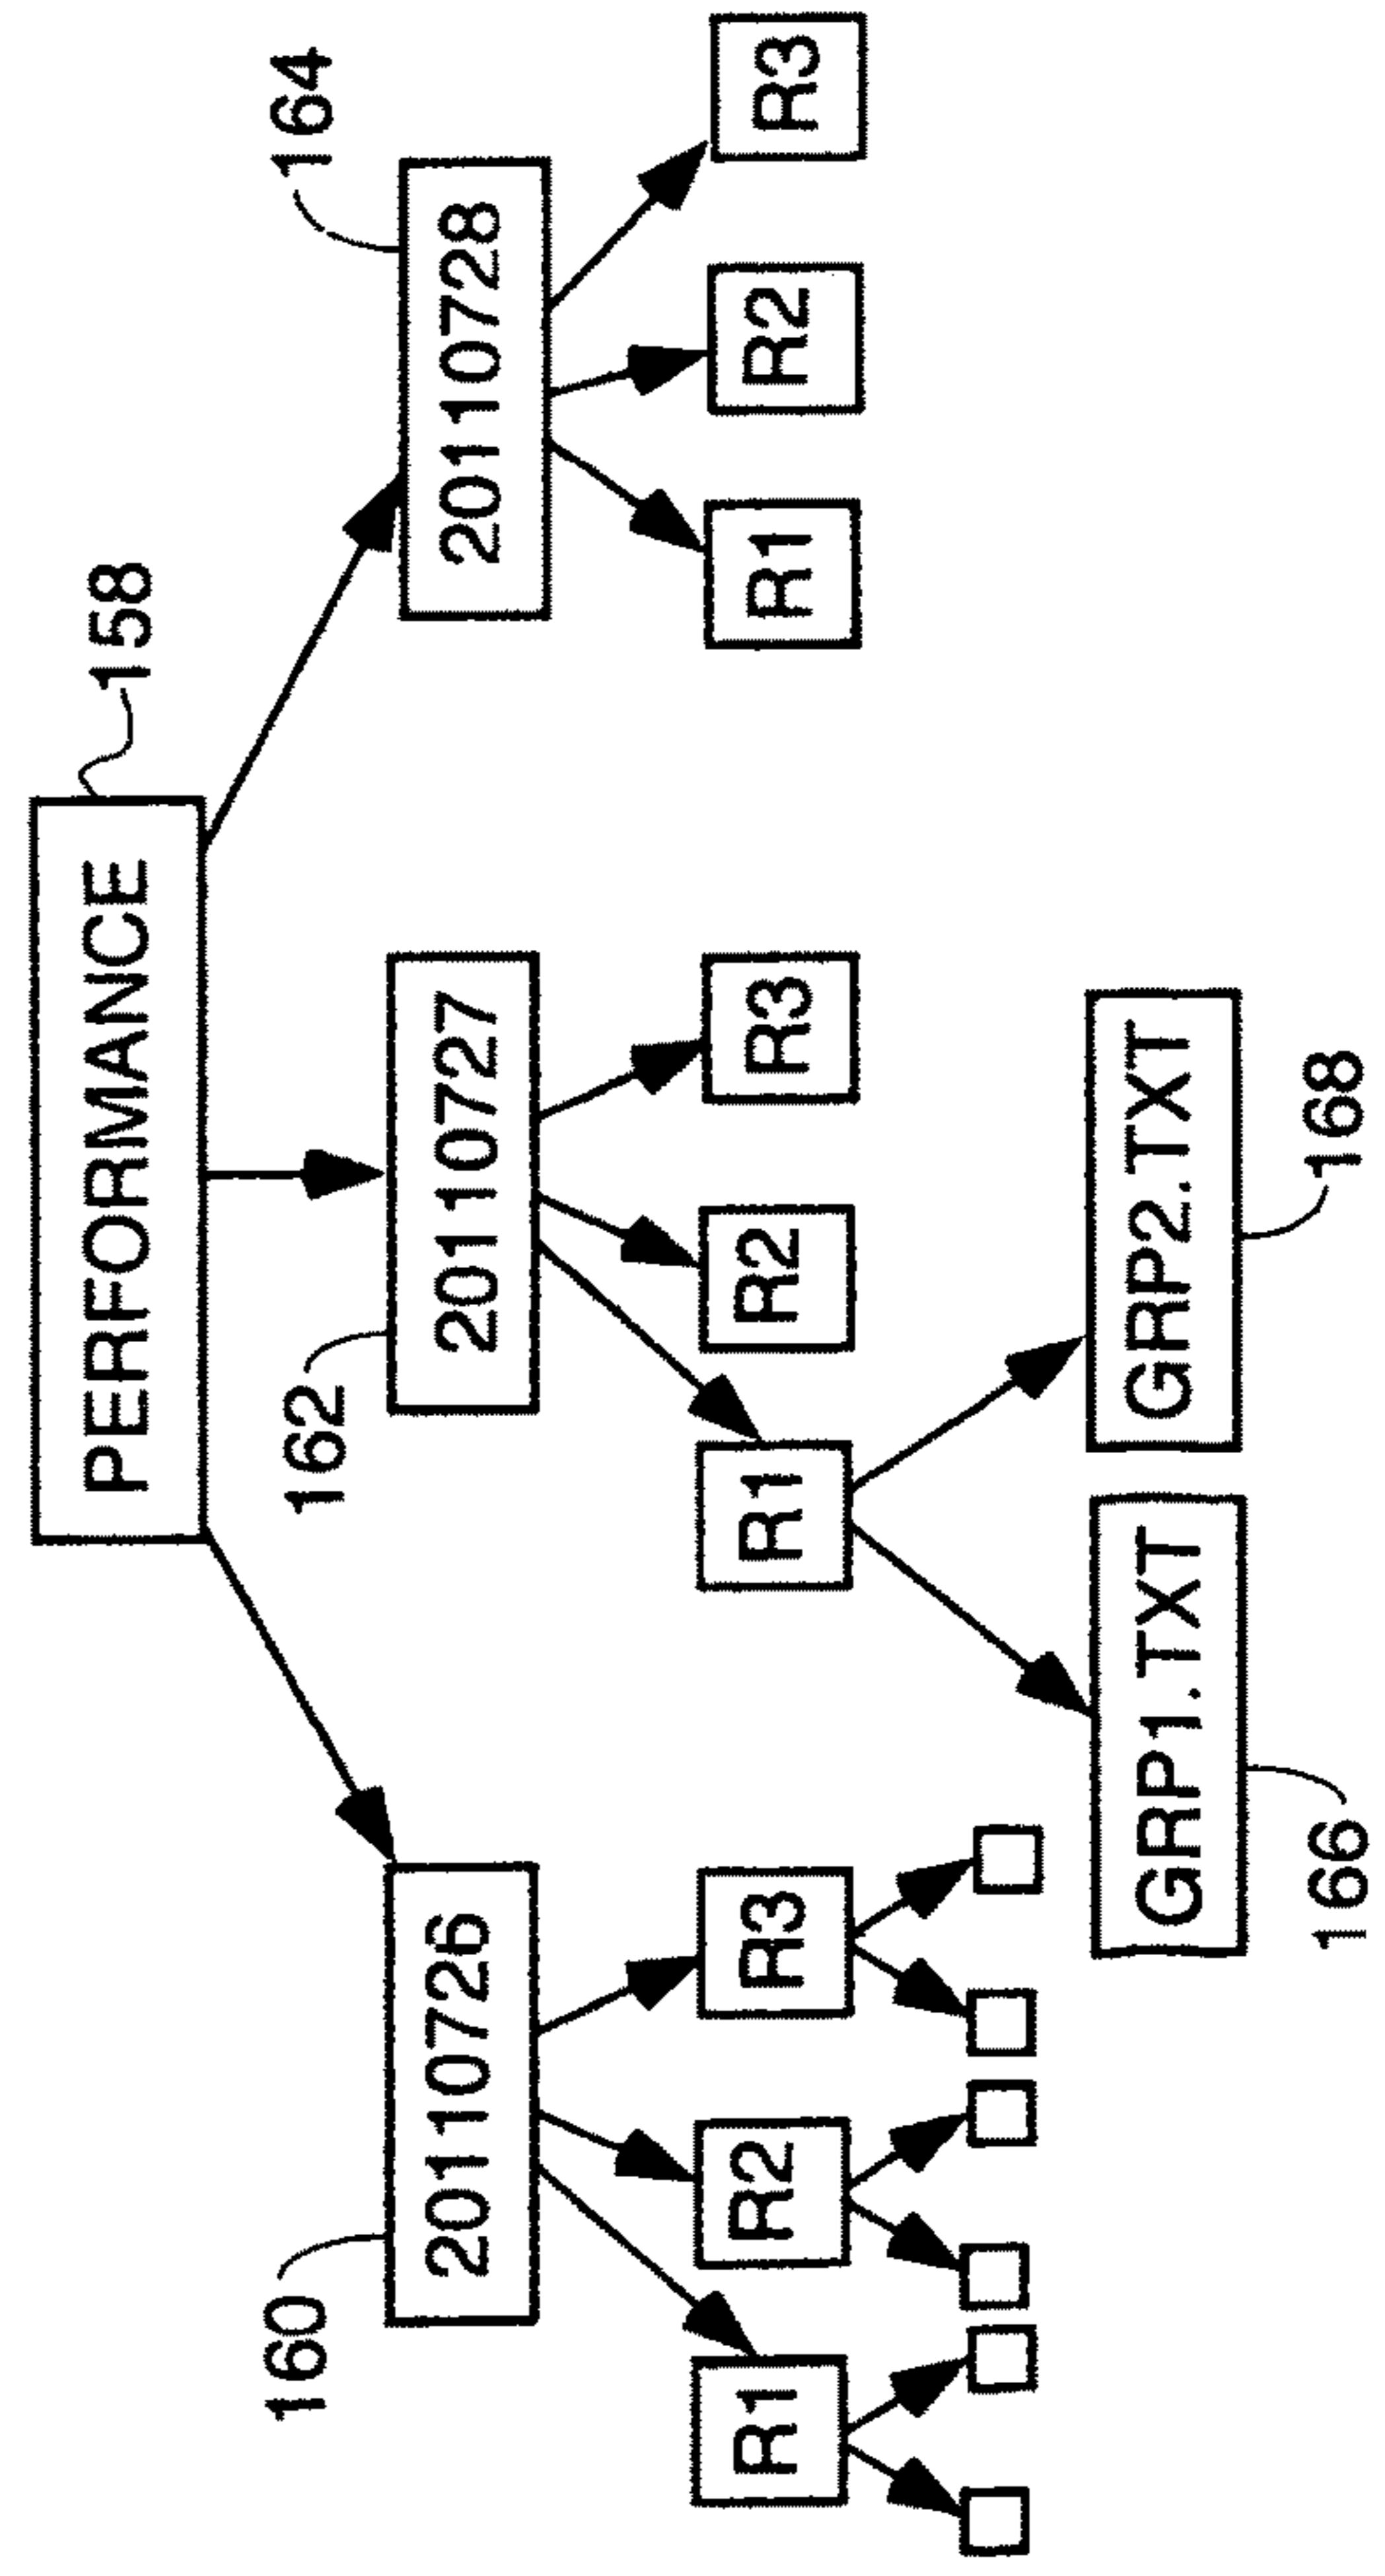 PERFORMANCE
158
160
20110726
162
20110727
164
20110728
R1
R2
R3
R1
R2
R3
R1
R2
R3
GRP1.TXT
GRP2.TXT
166
168